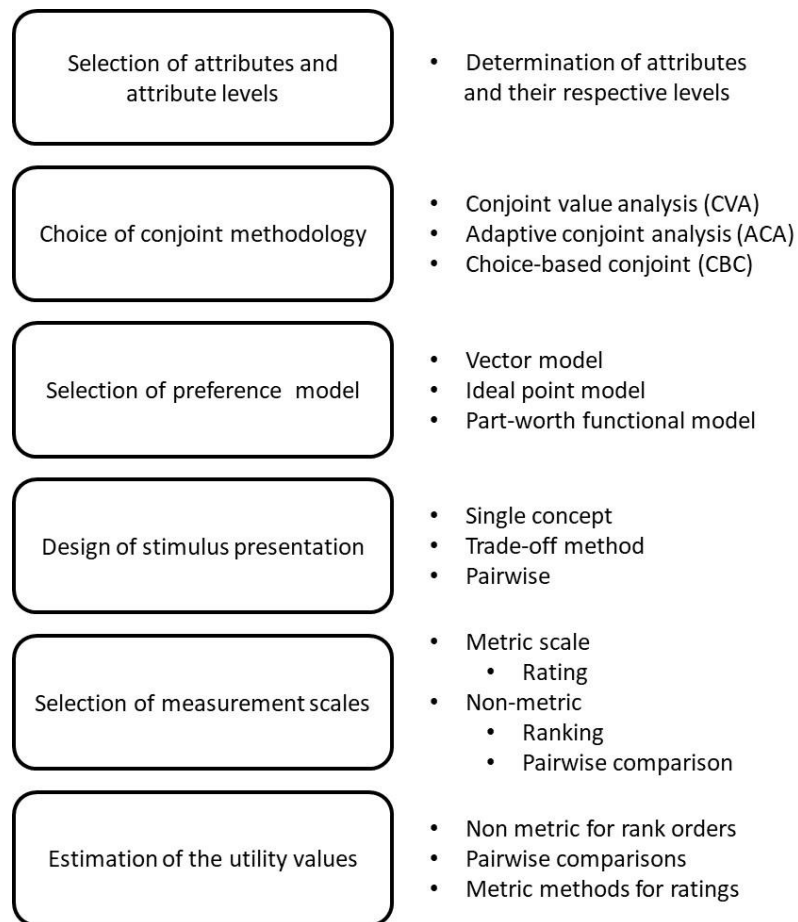 Selection of attributes and
attribute levels
• Determination of attributes
and their respective levels
Choice of conjoint methodology
• Conjoint value analysis (CVA)
• Adaptive conjoint analysis (ACA)
• Choice-based conjoint (CBC)
Selection of preference model
• Vector model
• Ideal point model
• Part-worth functional model
Design of stimulus presentation
• Single concept
• Trade-off method
• Pairwise
Selection of measurement scales
• Metric scale
• Rating
• Non-metric
• Ranking
• Pairwise comparison
Estimation of the utility values
• Non metric for rank orders
• Pairwise comparisons
• Metric methods for ratings